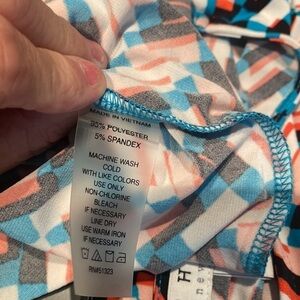 MADE IN VIETNAM
95% POLYESTER
5% SPANDEX
MACHINE WASH
COLD
WITH LIKE COLORS
USE ONLY
NON-CHLORINE
BLEACH
IF NECESSARY
LINE DRY
USE WARM IRON
IF NECESSARY
RN#51323
H
new